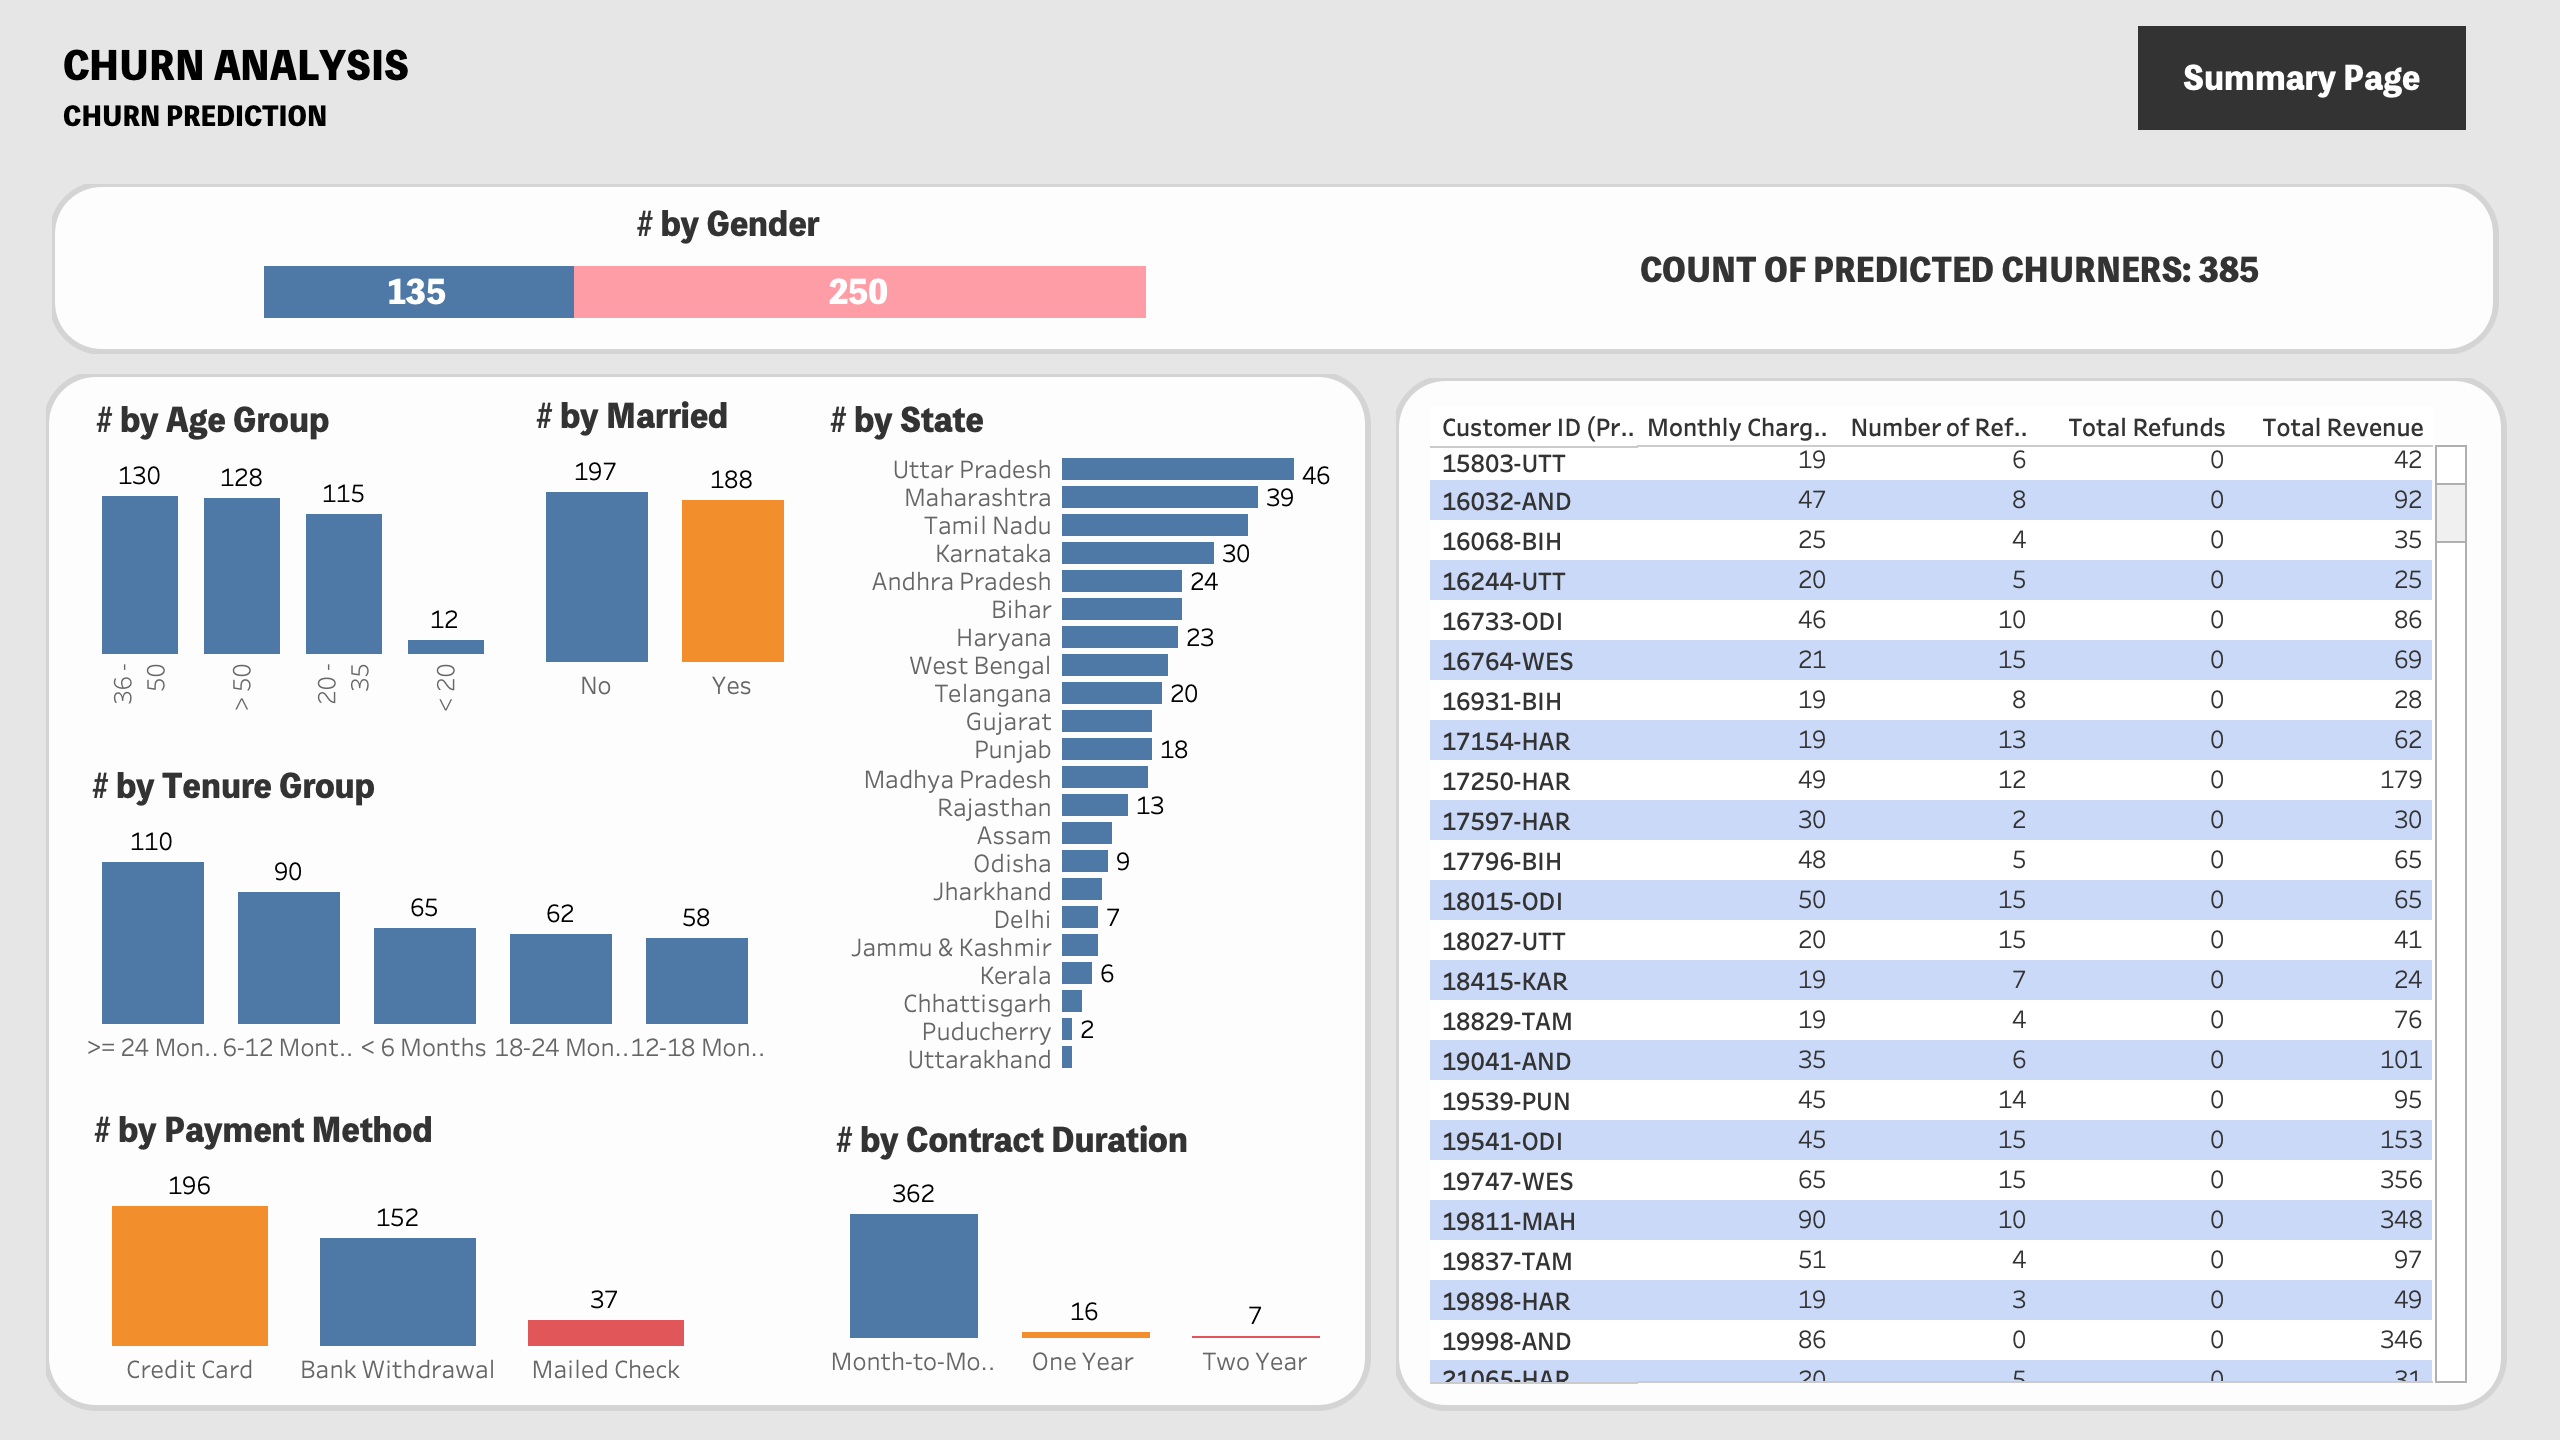 CHURN ANALYSIS
CHURN PREDICTION
Summary Page
# by Gender
135 250
COUNT OF PREDICTED CHURNERS: 385
# by Age Group
130 128 115 12
36 - 50 > 50 20 - 35 < 20
# by Married
197 188
No Yes
# by State
Uttar Pradesh 46
Maharashtra 39
Tamil Nadu
Karnataka 30
Andhra Pradesh 24
Bihar
Haryana 23
West Bengal
Telangana 20
Gujarat
Punjab 18
Madhya Pradesh
Rajasthan 13
Assam
Odisha 9
Jharkhand
Delhi 7
Jammu & Kashmir
Kerala 6
Chhattisgarh
Puducherry 2
Uttarakhand
# by Tenure Group
110 90 65 62 58
>= 24 Mon.. 6-12 Mont.. < 6 Months 18-24 Mon.. 12-18 Mon..
# by Payment Method
196 152 37
Credit Card Bank Withdrawal Mailed Check
# by Contract Duration
362 16 7
Month-to-Mo.. One Year Two Year
Customer ID (Pr.. Monthly Charg.. Number of Ref.. Total Refunds Total Revenue
15803-UTT 19 6 0 42
16032-AND 47 8 0 92
16068-BIH 25 4 0 35
16244-UTT 20 5 0 25
16733-ODI 46 10 0 86
16764-WES 21 15 0 69
16931-BIH 19 8 0 28
17154-HAR 19 13 0 62
17250-HAR 49 12 0 179
17597-HAR 30 2 0 30
17796-BIH 48 5 0 65
18015-ODI 50 15 0 65
18027-UTT 20 15 0 41
18415-KAR 19 7 0 24
18829-TAM 19 4 0 76
19041-AND 35 6 0 101
19539-PUN 45 14 0 95
19541-ODI 45 15 0 153
19747-WES 65 15 0 356
19811-MAH 90 10 0 348
19837-TAM 51 4 0 97
19898-HAR 19 3 0 49
19998-AND 86 0 0 346
21065-HAR 20 5 0 31